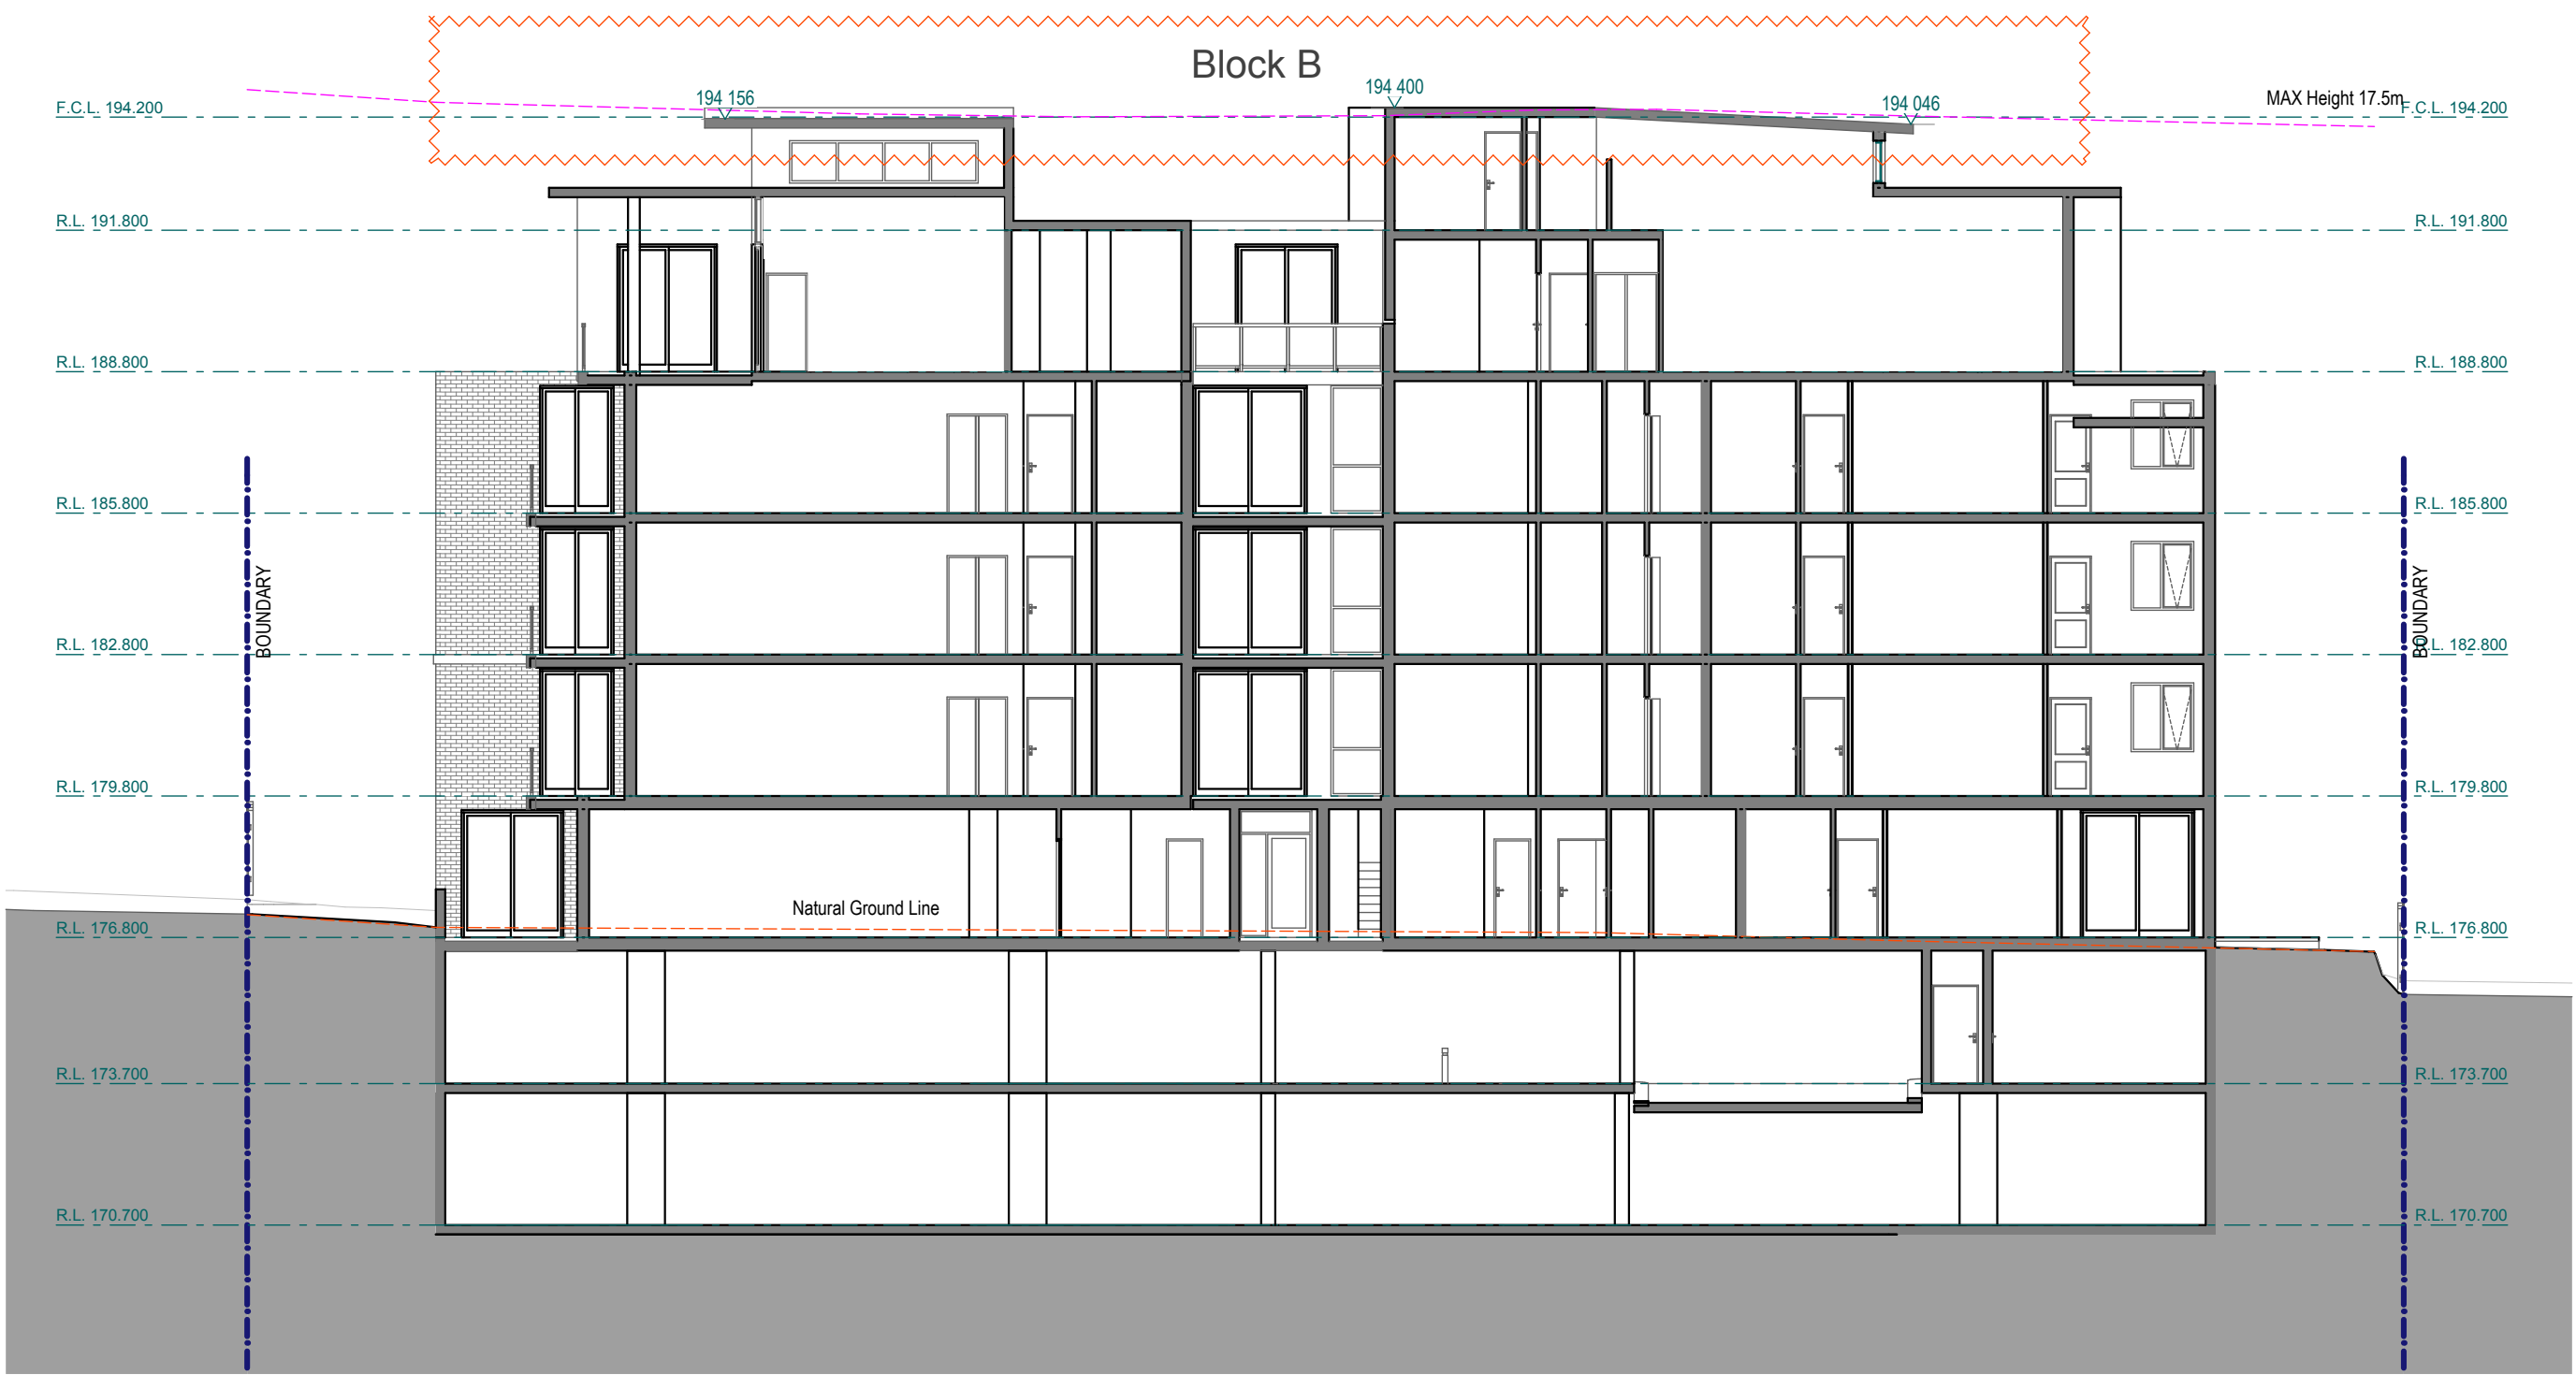 Block B
194 156
194 400
194 046
MAX Height 17.5m
F.C.L. 194.200
F.C.L. 194.200
R.L. 191.800
R.L. 191.800
R.L. 188.800
R.L. 188.800
R.L. 185.800
R.L. 185.800
BOUNDARY
BOUNDARY
R.L. 182.800
R.L. 182.800
R.L. 179.800
R.L. 179.800
Natural Ground Line
R.L. 176.800
R.L. 176.800
R.L. 173.700
R.L. 173.700
R.L. 170.700
R.L. 170.700